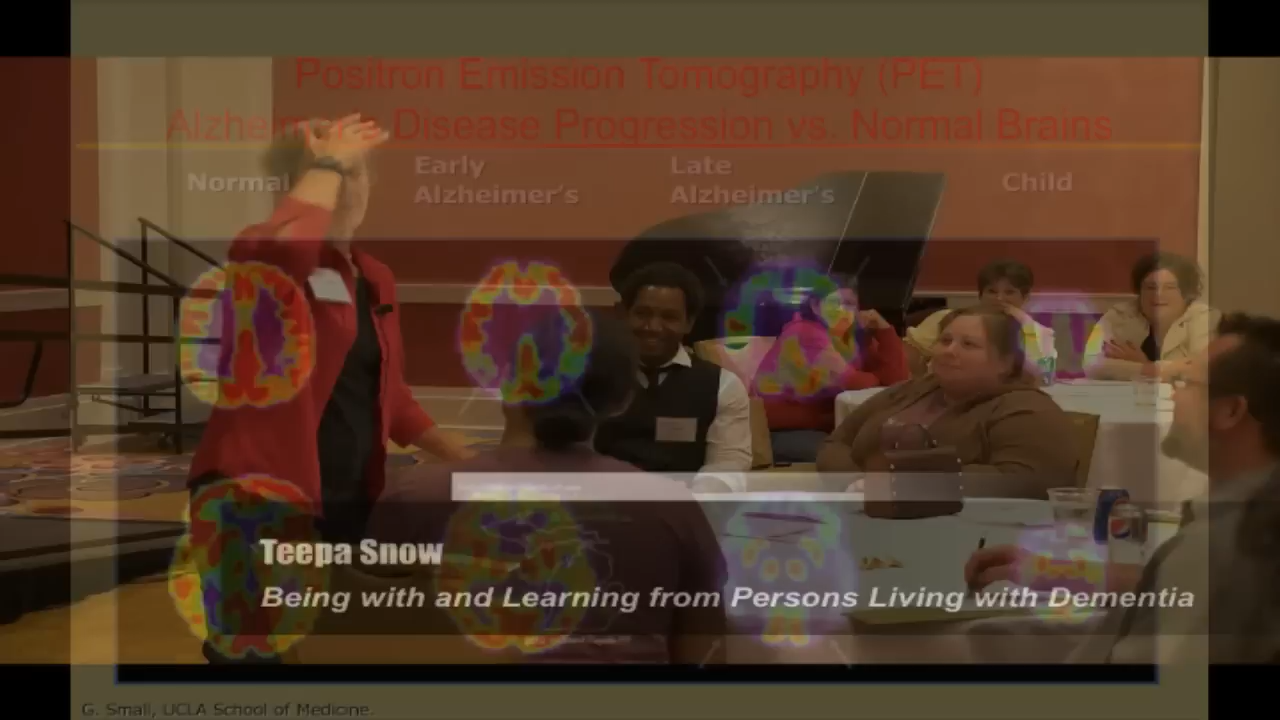 Positron Emission Tomography (PET)
Alzheimer's Disease Progression vs. Normal Brains
Normal
Early
Alzheimer's
Late
Alzheimer's
Child
Teepa Snow
Being with and Learning from Persons Living with Dementia
G. Small, UCLA School of Medicine.